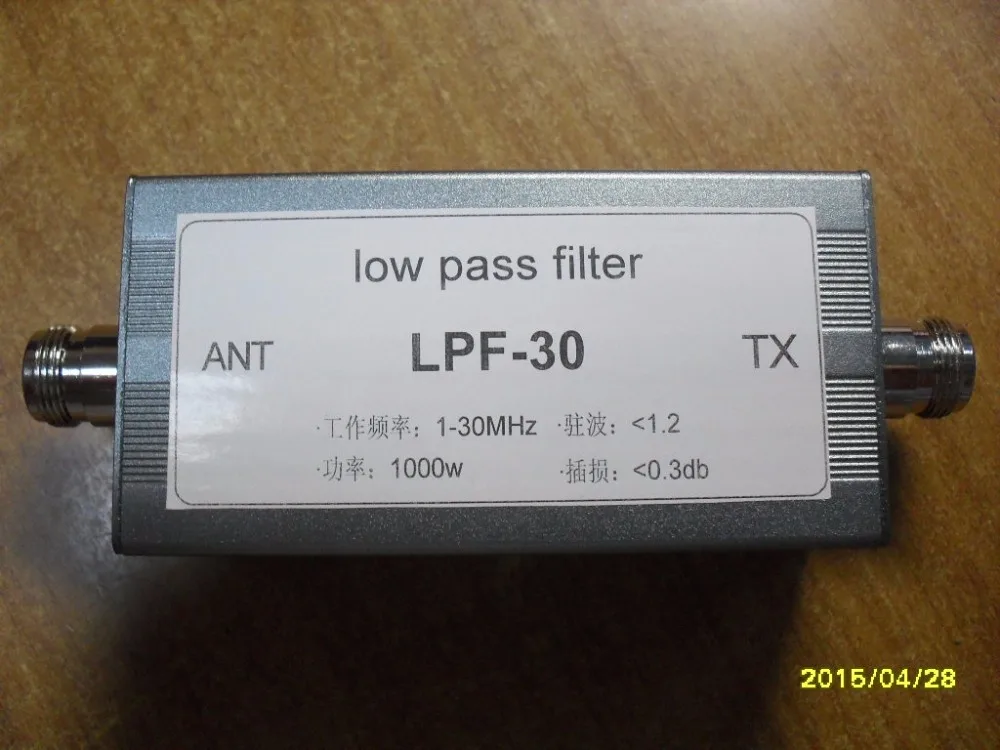 low pass filter
ANT LPF-30 TX
·工作频率：1-30MHz ·驻波：<1.2
·功率：1000w ·插损：<0.3db
2015/04/28